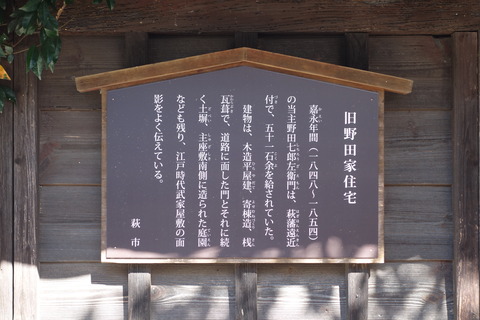 旧野田家住宅
嘉永年間（一八四八～一八五四）
の当主野田七郎左衛門は、萩藩遠近
付で、五十一石余を給されていた。
建物は、木造平屋建、寄棟造、桟
瓦葺で、道路に面した門とそれに続
く土塀、主座敷南側に造られた庭園
なども残り、江戸時代武家屋敷の面
影をよく伝えている。
萩市